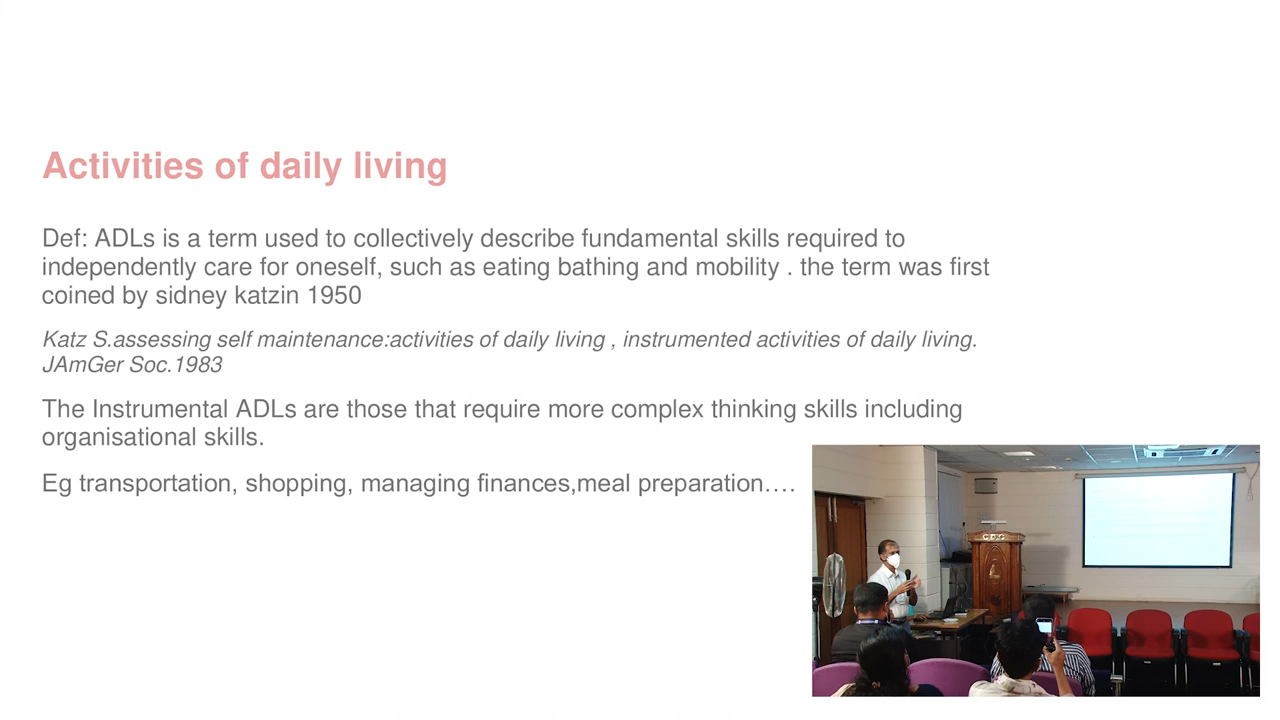 Activities of daily living
Def: ADLs is a term used to collectively describe fundamental skills required to
independently care for oneself, such as eating bathing and mobility . the term was first
coined by sidney katzin 1950
Katz S.assessing self maintenance:activities of daily living , instrumented activities of daily living.
JAmGer Soc.1983
The Instrumental ADLs are those that require more complex thinking skills including
organisational skills.
Eg transportation, shopping, managing finances,meal preparation….